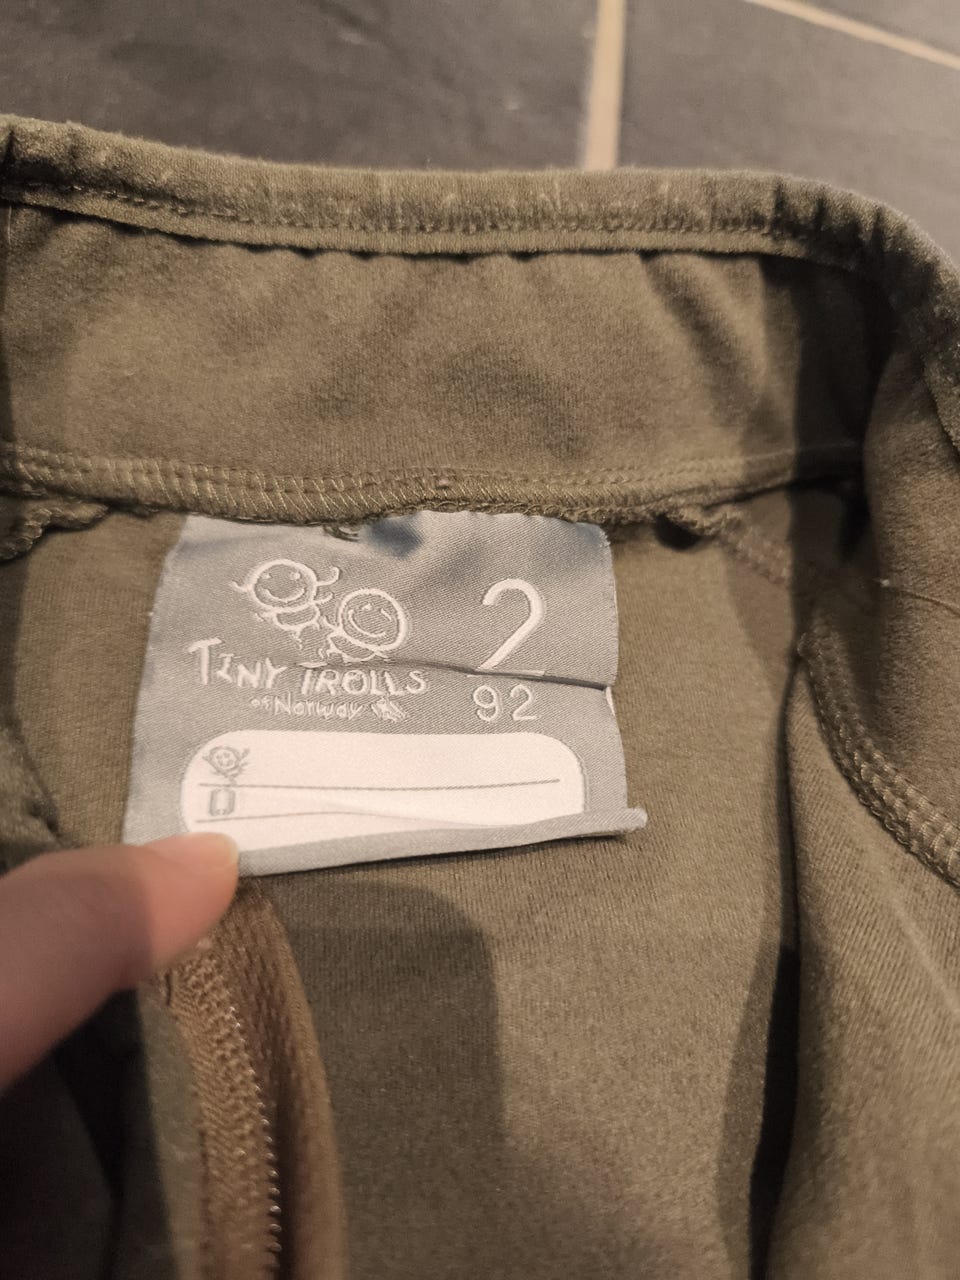 2
TINY TROLLS
of Norway
92